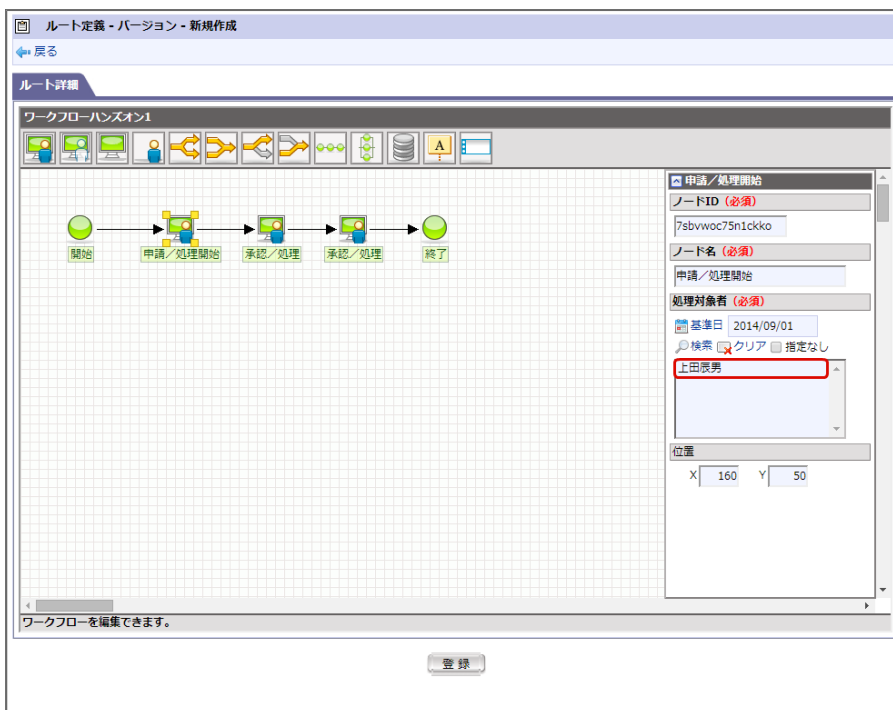 ルート定義 - バージョン - 新規作成
戻る
ルート詳細
ワークフローハンズオン1
A
開始
申請／処理開始
承認／処理
承認／処理
終了
申請／処理開始
ノードID（必須）
7sbvwoc75n1ckko
ノード名（必須）
申請／処理開始
処理対象者（必須）
基準日 2014/09/01
検索 クリア 指定なし
上田辰男
位置
X 160 Y 50
ワークフローを編集できます。
登録